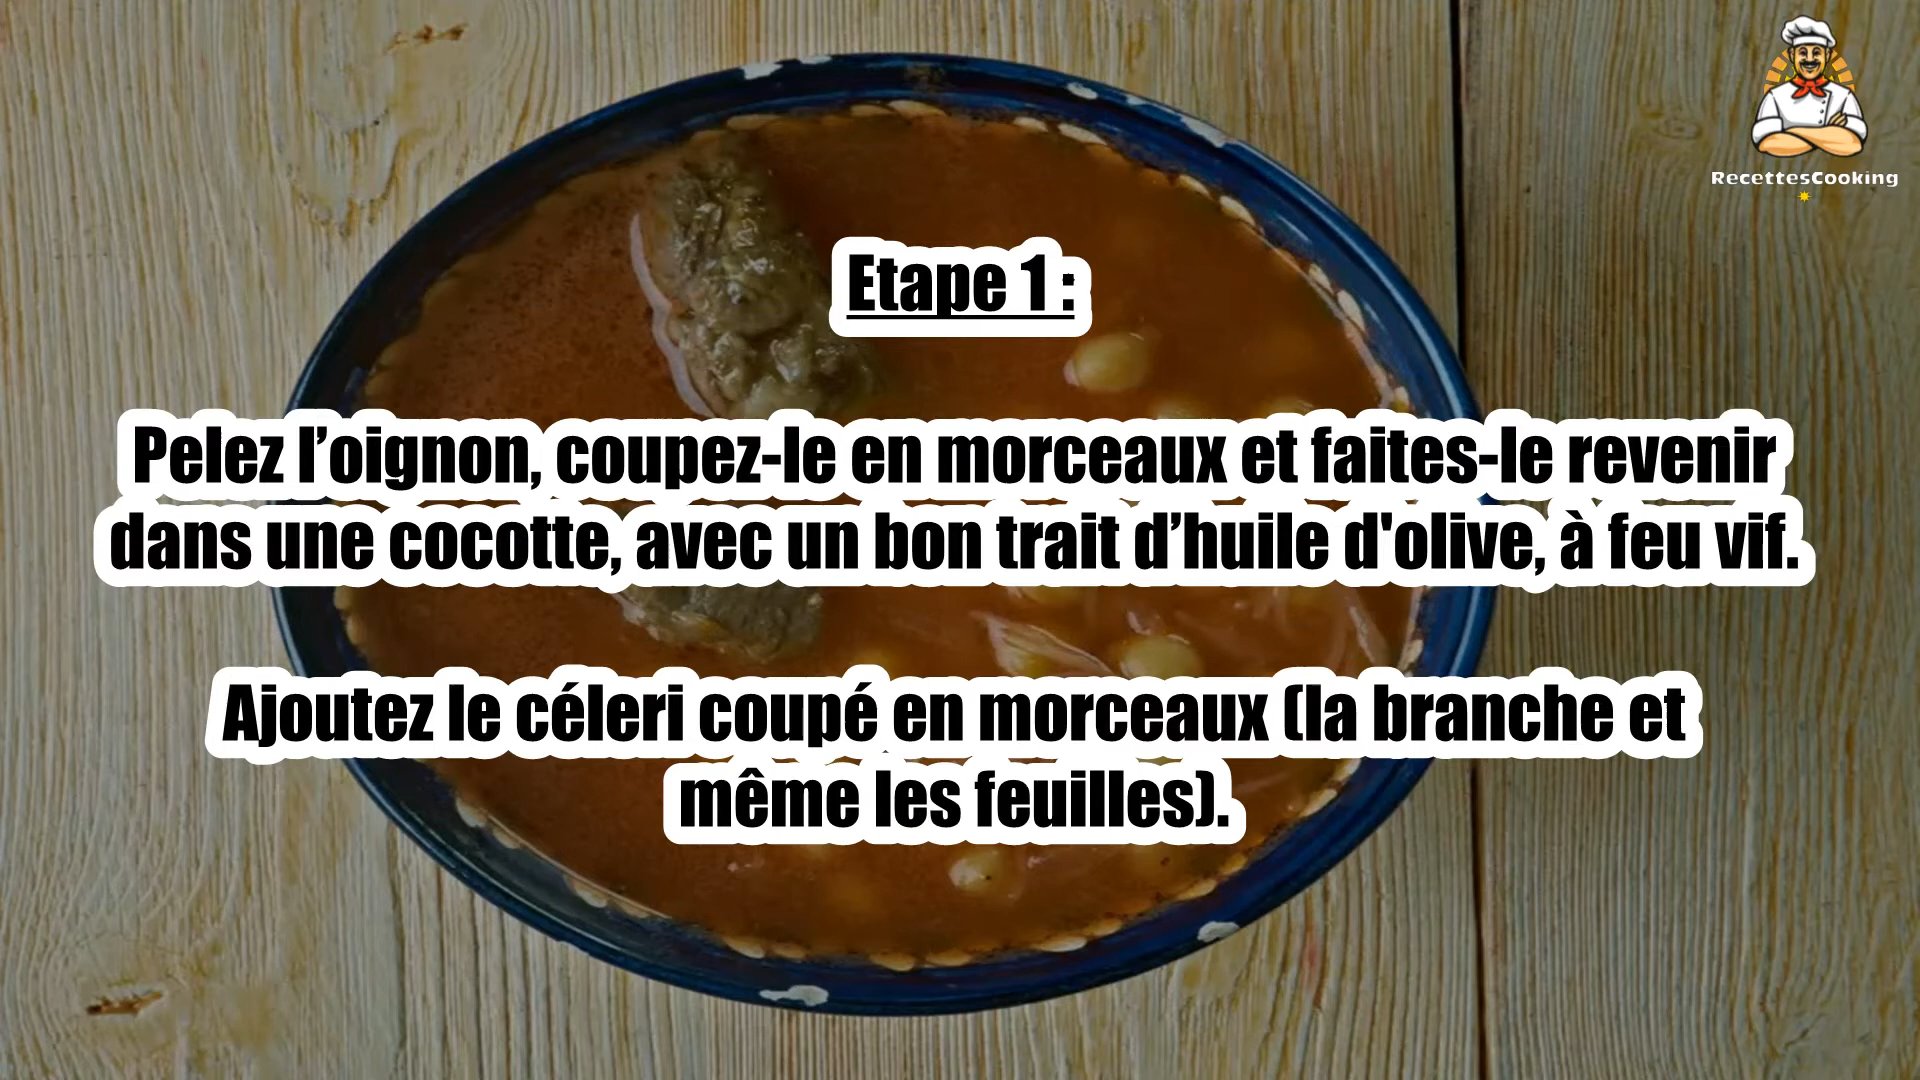 RecettesCooking
Etape 1 :
Pelez l’oignon, coupez-le en morceaux et faites-le revenir
dans une cocotte, avec un bon trait d’huile d'olive, à feu vif.
Ajoutez le céleri coupé en morceaux (la branche et
même les feuilles).